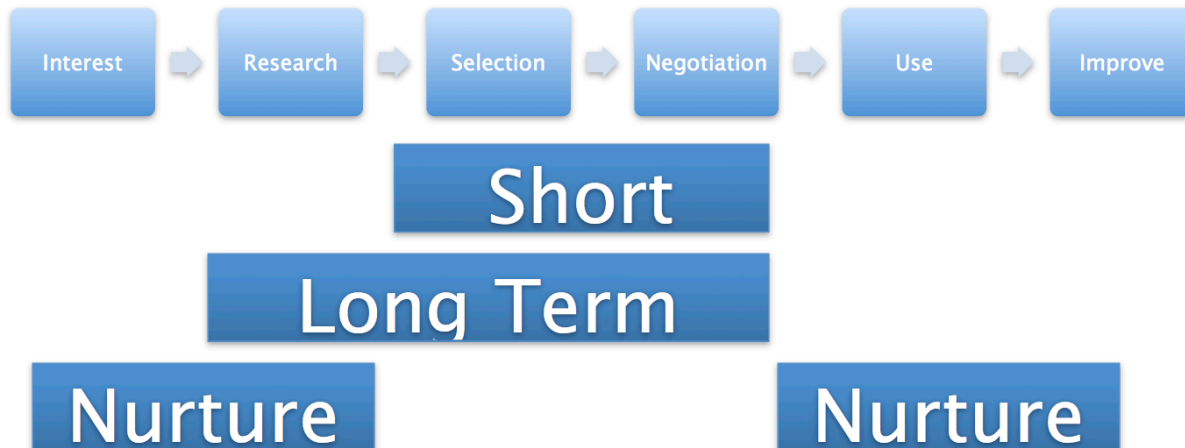 Interest Research Selection Negotiation Use Improve
Short
Long Term
Nurture Nurture